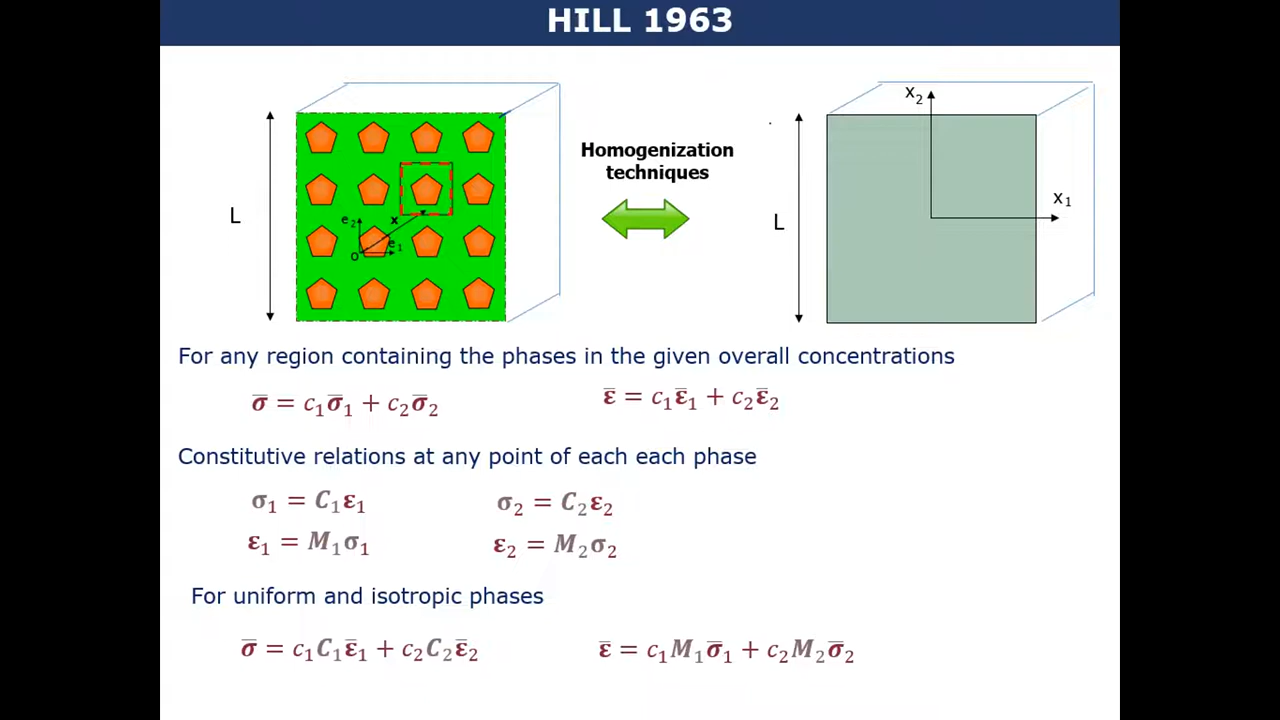 HILL 1963
x₂
Homogenization
techniques
x₁
L
e₂
x
e₁
o
L
For any region containing the phases in the given overall concentrations
σ̅ = c₁σ̅₁ + c₂σ̅₂
ε̅ = c₁ε̅₁ + c₂ε̅₂
Constitutive relations at any point of each each phase
σ₁ = C₁ε₁
σ₂ = C₂ε₂
ε₁ = M₁σ₁
ε₂ = M₂σ₂
For uniform and isotropic phases
σ̅ = c₁C₁ε̅₁ + c₂C₂ε̅₂
ε̅ = c₁M₁σ̅₁ + c₂M₂σ̅₂